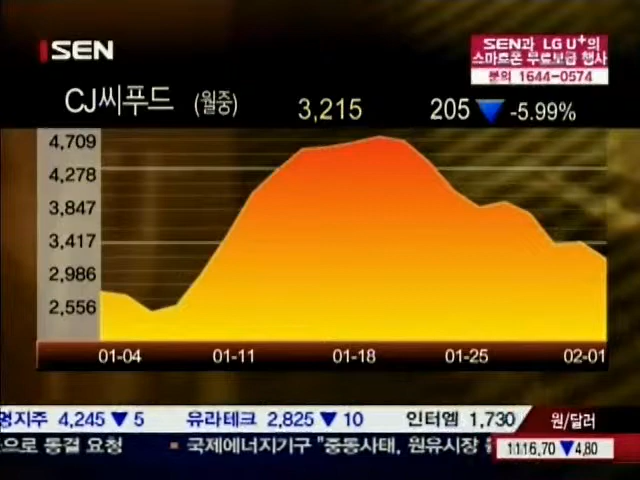 SEN
SEN과 LG U+의
스마트폰 무료보급 행사
문의 1644-0574
CJ씨푸드 (월중) 3,215 205▼ -5.99%
4,709
4,278
3,847
3,417
2,986
2,556
01-04 01-11 01-18 01-25 02-01
명지주 4,245▼5 유라테크 2,825▼10 인터엠 1,730 원/달러
으로 동결 요청 ▪ 국제에너지기구 "중동사태, 원유시장 1116,70▼4,80